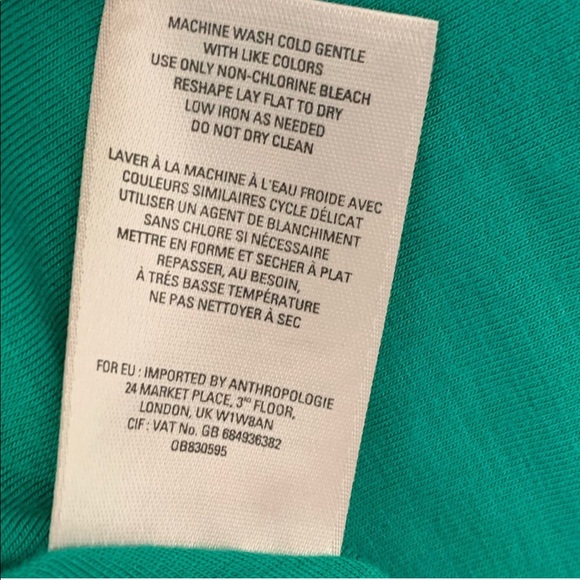 MACHINE WASH COLD GENTLE
WITH LIKE COLORS
USE ONLY NON-CHLORINE BLEACH
RESHAPE LAY FLAT TO DRY
LOW IRON AS NEEDED
DO NOT DRY CLEAN
LAVER À LA MACHINE À L'EAU FROIDE AVEC
COULEURS SIMILAIRES CYCLE DÉLICAT
UTILISER UN AGENT DE BLANCHIMENT
SANS CHLORE SI NÉCESSAIRE
METTRE EN FORME ET SECHER À PLAT
REPASSER, AU BESOIN,
À TRÉS BASSE TEMPÉRATURE
NE PAS NETTOYER À SEC
FOR EU : IMPORTED BY ANTHROPOLOGIE
24 MARKET PLACE, 3RD FLOOR,
LONDON, UK W1W8AN
CIF : VAT No. GB 684936382
OB830595